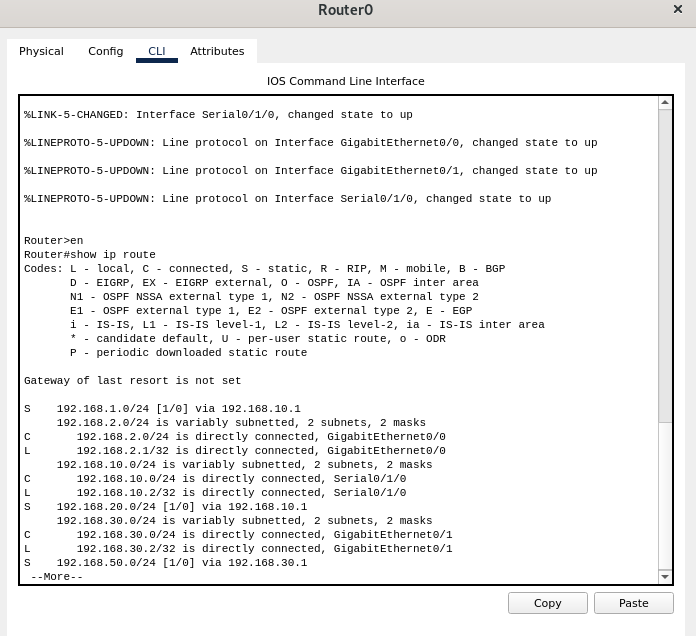 Router0
Physical Config CLI Attributes
IOS Command Line Interface
%LINK-5-CHANGED: Interface Serial0/1/0, changed state to up
%LINEPROTO-5-UPDOWN: Line protocol on Interface GigabitEthernet0/0, changed state to up
%LINEPROTO-5-UPDOWN: Line protocol on Interface GigabitEthernet0/1, changed state to up
%LINEPROTO-5-UPDOWN: Line protocol on Interface Serial0/1/0, changed state to up
Router>en
Router#show ip route
Codes: L - local, C - connected, S - static, R - RIP, M - mobile, B - BGP
       D - EIGRP, EX - EIGRP external, O - OSPF, IA - OSPF inter area
       N1 - OSPF NSSA external type 1, N2 - OSPF NSSA external type 2
       E1 - OSPF external type 1, E2 - OSPF external type 2, E - EGP
       i - IS-IS, L1 - IS-IS level-1, L2 - IS-IS level-2, ia - IS-IS inter area
       * - candidate default, U - per-user static route, o - ODR
       P - periodic downloaded static route
Gateway of last resort is not set
S    192.168.1.0/24 [1/0] via 192.168.10.1
     192.168.2.0/24 is variably subnetted, 2 subnets, 2 masks
C       192.168.2.0/24 is directly connected, GigabitEthernet0/0
L       192.168.2.1/32 is directly connected, GigabitEthernet0/0
     192.168.10.0/24 is variably subnetted, 2 subnets, 2 masks
C       192.168.10.0/24 is directly connected, Serial0/1/0
L       192.168.10.2/32 is directly connected, Serial0/1/0
S    192.168.20.0/24 [1/0] via 192.168.10.1
     192.168.30.0/24 is variably subnetted, 2 subnets, 2 masks
C       192.168.30.0/24 is directly connected, GigabitEthernet0/1
L       192.168.30.2/32 is directly connected, GigabitEthernet0/1
S    192.168.50.0/24 [1/0] via 192.168.30.1
 --More--
Copy Paste